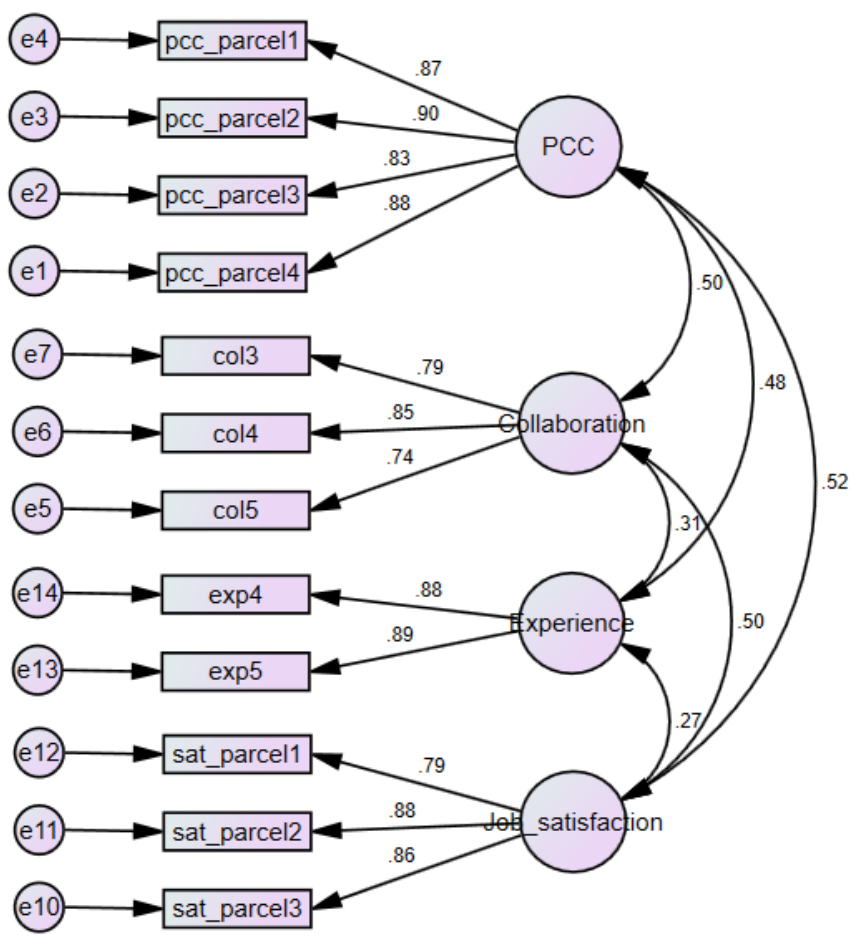 e4
pcc_parcel1
.87
e3
pcc_parcel2
.90
PCC
e2
pcc_parcel3
.83
e1
pcc_parcel4
.88
.50
e7
col3
.79
.48
e6
col4
.85
Collaboration
e5
col5
.74
.52
.31
e14
exp4
.88
Experience
.50
e13
exp5
.89
.27
e12
sat_parcel1
.79
e11
sat_parcel2
.88
Job_satisfaction
e10
sat_parcel3
.86